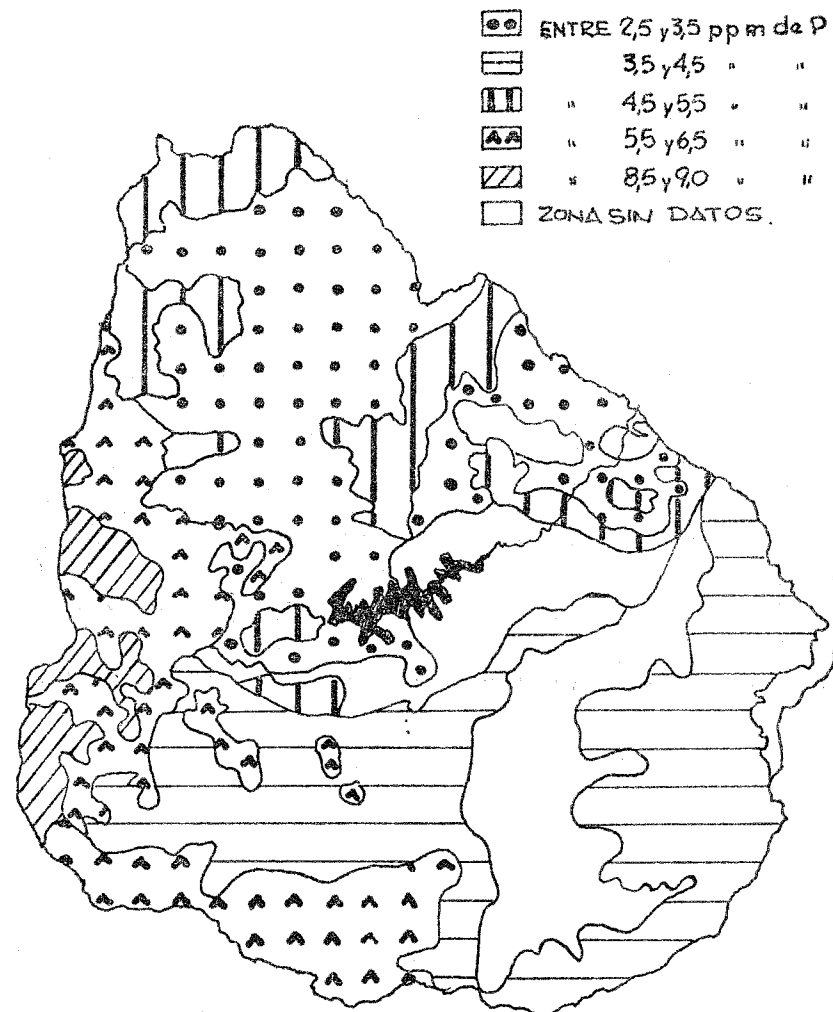 ENTRE 2,5 y 3,5 ppm de P
3,5 y 4,5 " "
" 4,5 y 5,5 " "
" 5,5 y 6,5 " "
" 8,5 y 9,0 " "
ZONA SIN DATOS.